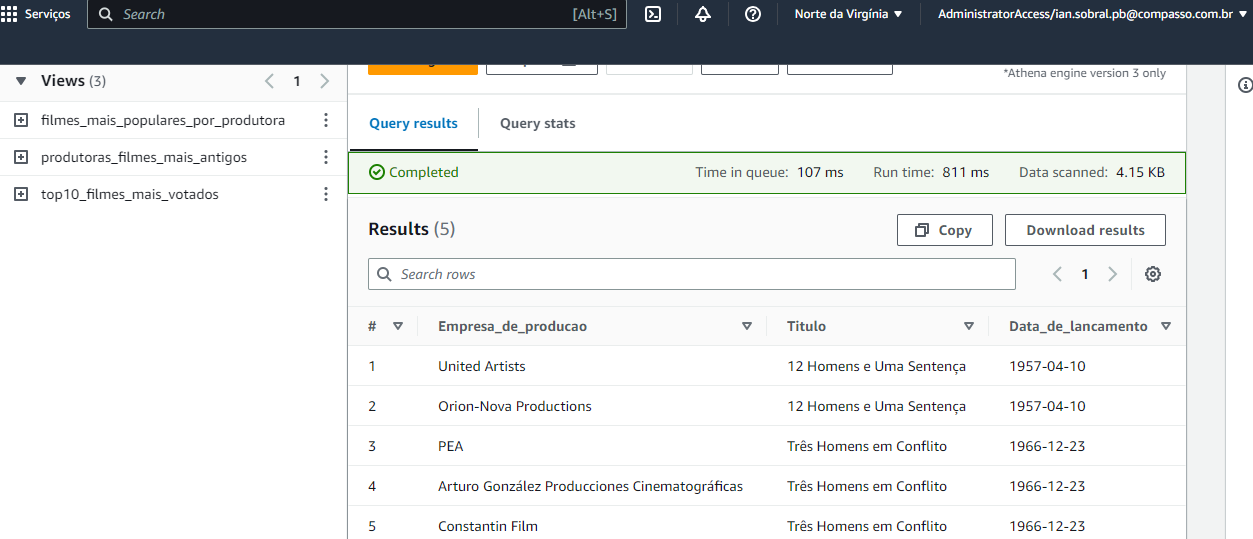 Serviços
Search [Alt+S]
Norte da Virgínia
AdministratorAccess/ian.sobral.pb@compasso.com.br
Views (3)
1
filmes_mais_populares_por_produtora
produtoras_filmes_mais_antigos
top10_filmes_mais_votados
*Athena engine version 3 only
Query results
Query stats
Completed
Time in queue: 107 ms
Run time: 811 ms
Data scanned: 4.15 KB
Results (5)
Copy
Download results
Search rows
1
# Empresa_de_producao Titulo Data_de_lancamento
1 United Artists 12 Homens e Uma Sentença 1957-04-10
2 Orion-Nova Productions 12 Homens e Uma Sentença 1957-04-10
3 PEA Três Homens em Conflito 1966-12-23
4 Arturo González Producciones Cinematográficas Três Homens em Conflito 1966-12-23
5 Constantin Film Três Homens em Conflito 1966-12-23